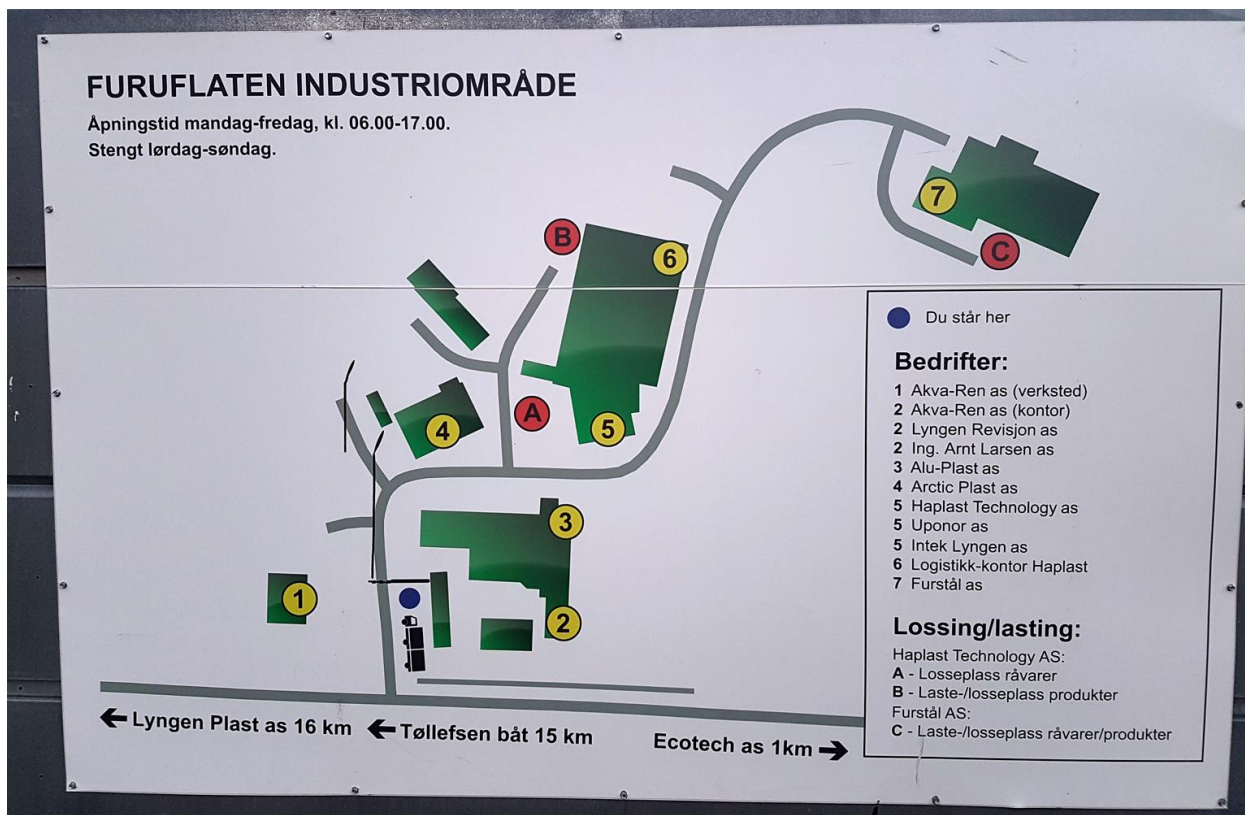 FURUFLATEN INDUSTRIOMRÅDE
Åpningstid mandag-fredag, kl. 06.00-17.00.
Stengt lørdag-søndag.
B
6
7
C
A
5
4
3
1
2
Du står her
Bedrifter:
1 Akva-Ren as (verksted)
2 Akva-Ren as (kontor)
2 Lyngen Revisjon as
2 Ing. Arnt Larsen as
3 Alu-Plast as
4 Arctic Plast as
5 Haplast Technology as
5 Uponor as
5 Intek Lyngen as
6 Logistikk-kontor Haplast
7 Furstål as
Lossing/lasting:
Haplast Technology AS:
A - Losseplass råvarer
B - Laste-/losseplass produkter
Furstål AS:
C - Laste-/losseplass råvarer/produkter
Lyngen Plast as 16 km
Tøllefsen båt 15 km
Ecotech as 1km